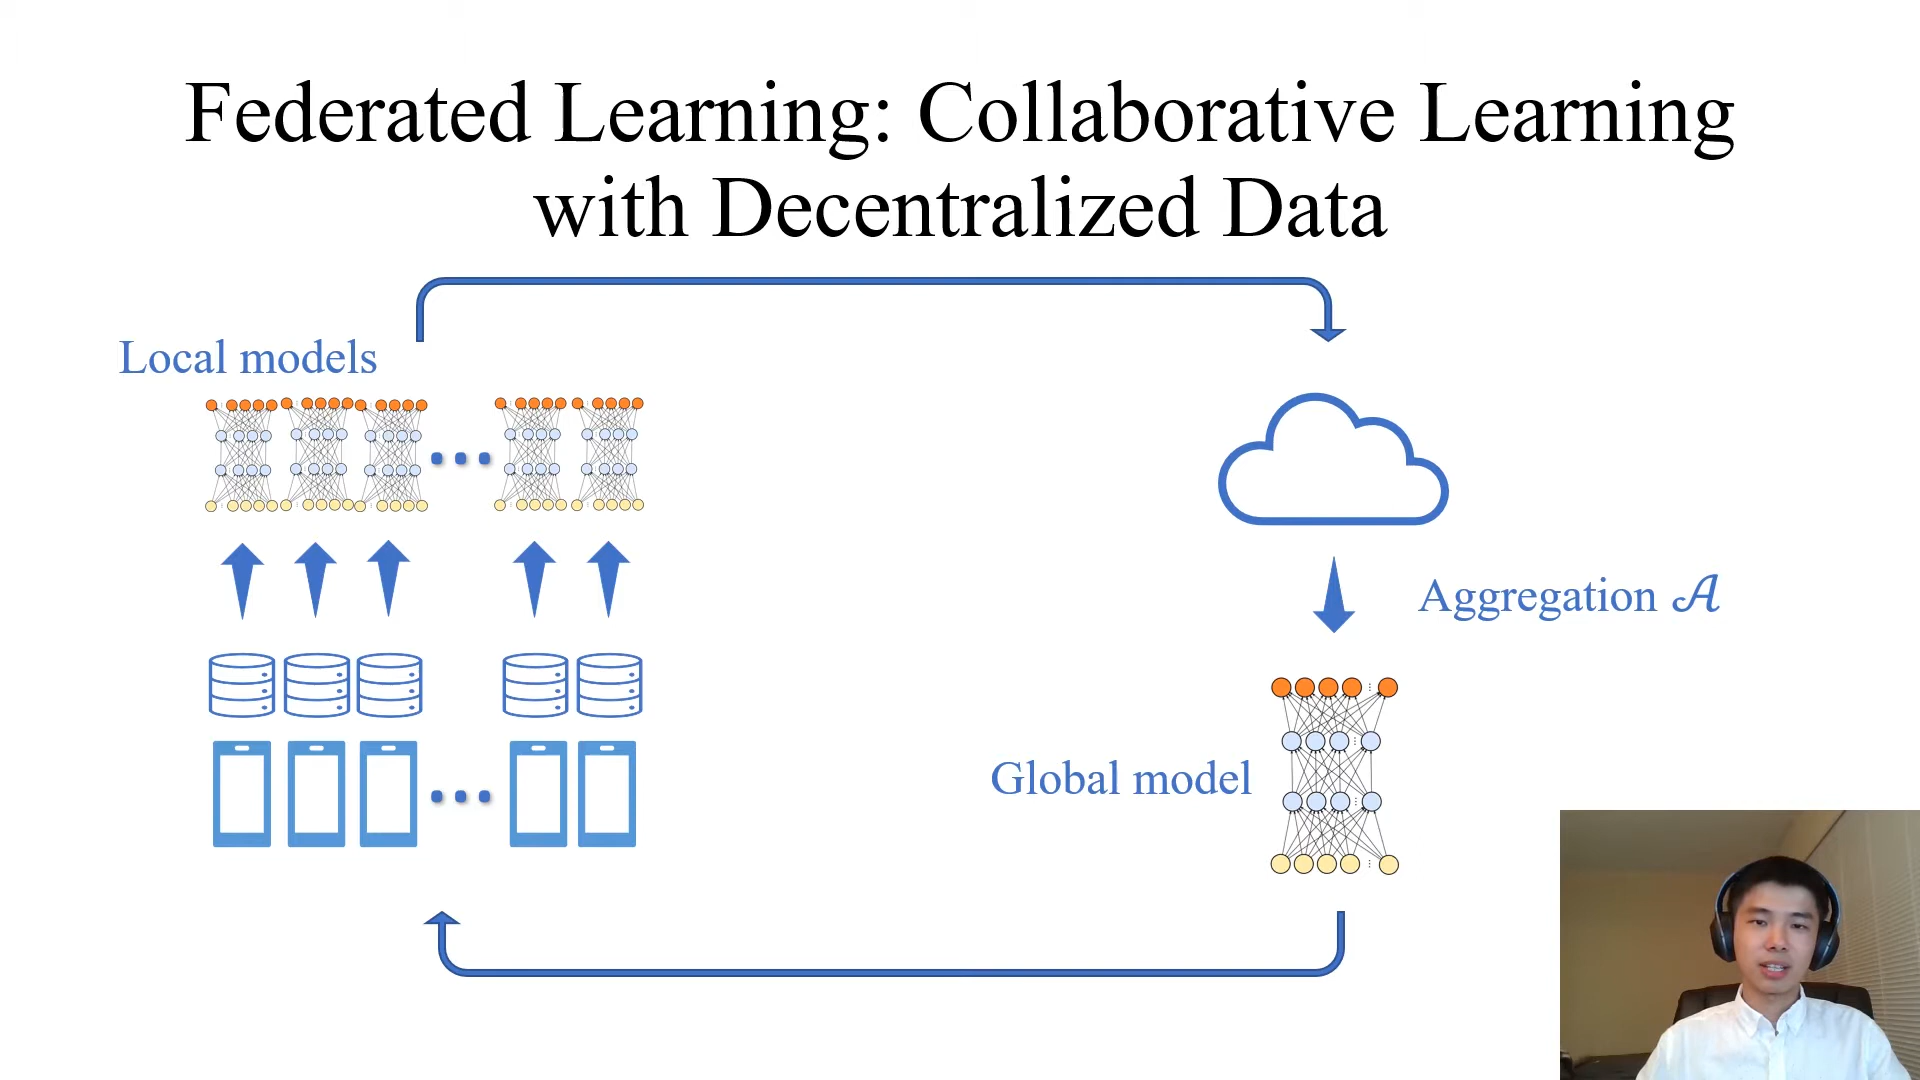 Federated Learning: Collaborative Learning
with Decentralized Data
Local models
Aggregation 𝒜
Global model